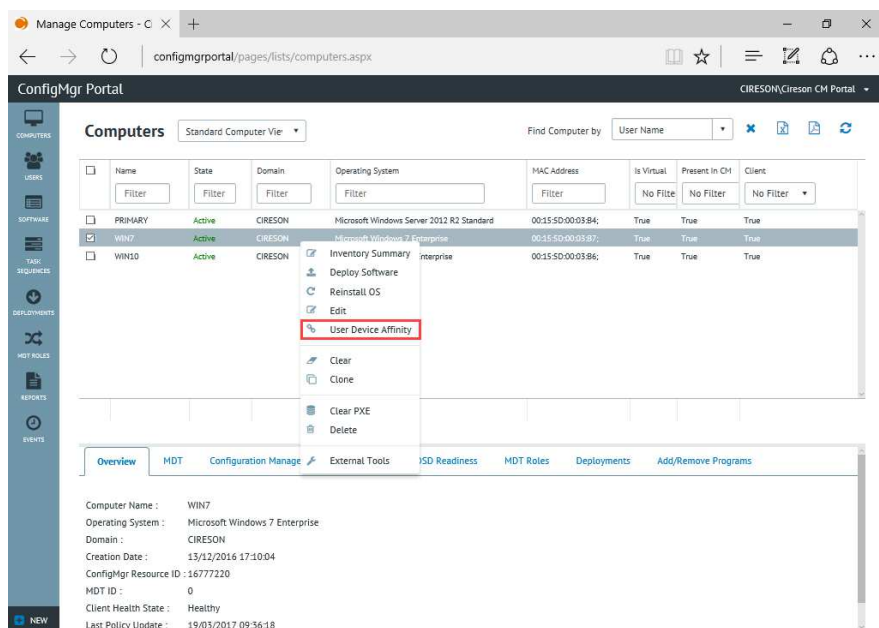 Manage Computers - Ci
configmgrportal/pages/lists/computers.aspx
ConfigMgr Portal
CIRESON\Cireson CM Portal
COMPUTERS
USERS
SOFTWARE
TASK
SEQUENCES
DEPLOYMENTS
MDT ROLES
REPORTS
EVENTS
NEW
Computers
Standard Computer Vie
Find Computer by
User Name
Name State Domain Operating System MAC Address Is Virtual Present In CM Client
Filter Filter Filter Filter Filter No Filte No Filter No Filter
PRIMARY Active CIRESON Microsoft Windows Server 2012 R2 Standard 00:15:5D:00:03:84; True True True
WIN7 Active CIRESON Microsoft Windows 7 Enterprise 00:15:5D:00:03:87; True True True
WIN10 Active CIRESON nterprise 00:15:5D:00:03:86; True True True
Inventory Summary
Deploy Software
Reinstall OS
Edit
User Device Affinity
Clear
Clone
Clear PXE
Delete
External Tools
Overview MDT Configuration Manage SD Readiness MDT Roles Deployments Add/Remove Programs
Computer Name : WIN7
Operating System : Microsoft Windows 7 Enterprise
Domain : CIRESON
Creation Date : 13/12/2016 17:10:04
ConfigMgr Resource ID : 16777220
MDT ID : 0
Client Health State : Healthy
Last Policy Update : 19/03/2017 09:36:18